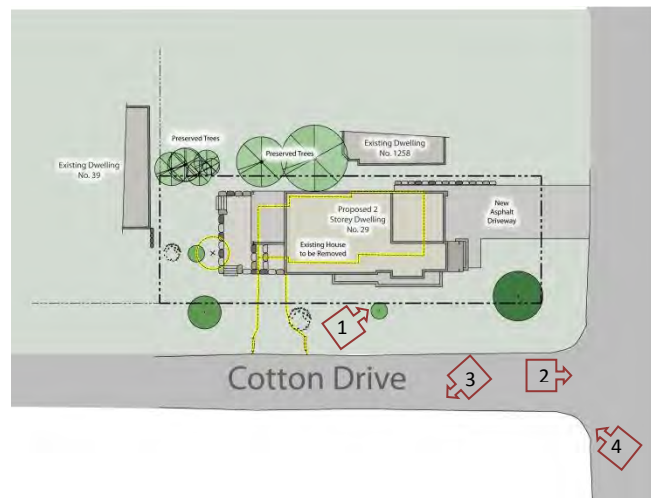 Preserved Trees
Preserved Trees
Existing Dwelling
No. 1258
Existing Dwelling
No. 39
Proposed 2
Storey Dwelling
No. 29
New
Asphalt
Driveway
Existing House
to be Removed
1
Cotton Drive
3
2
4